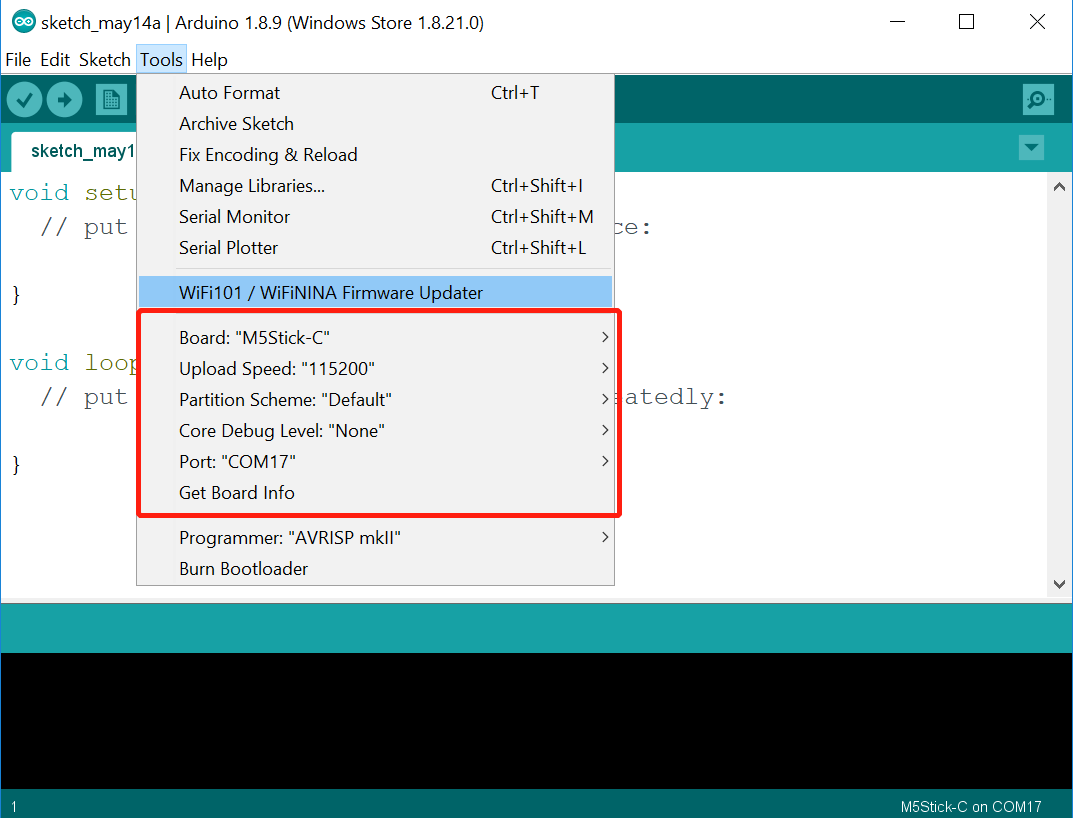 sketch_may14a | Arduino 1.8.9 (Windows Store 1.8.21.0)
File Edit Sketch Tools Help
Auto Format Ctrl+T
Archive Sketch
Fix Encoding & Reload
Manage Libraries... Ctrl+Shift+I
Serial Monitor Ctrl+Shift+M
Serial Plotter Ctrl+Shift+L
WiFi101 / WiFiNINA Firmware Updater
Board: "M5Stick-C"
Upload Speed: "115200"
Partition Scheme: "Default"
Core Debug Level: "None"
Port: "COM17"
Get Board Info
Programmer: "AVRISP mkII"
Burn Bootloader
sketch_may1
void setu
// put ce:
}
void loop
// put atedly:
}
1 M5Stick-C on COM17